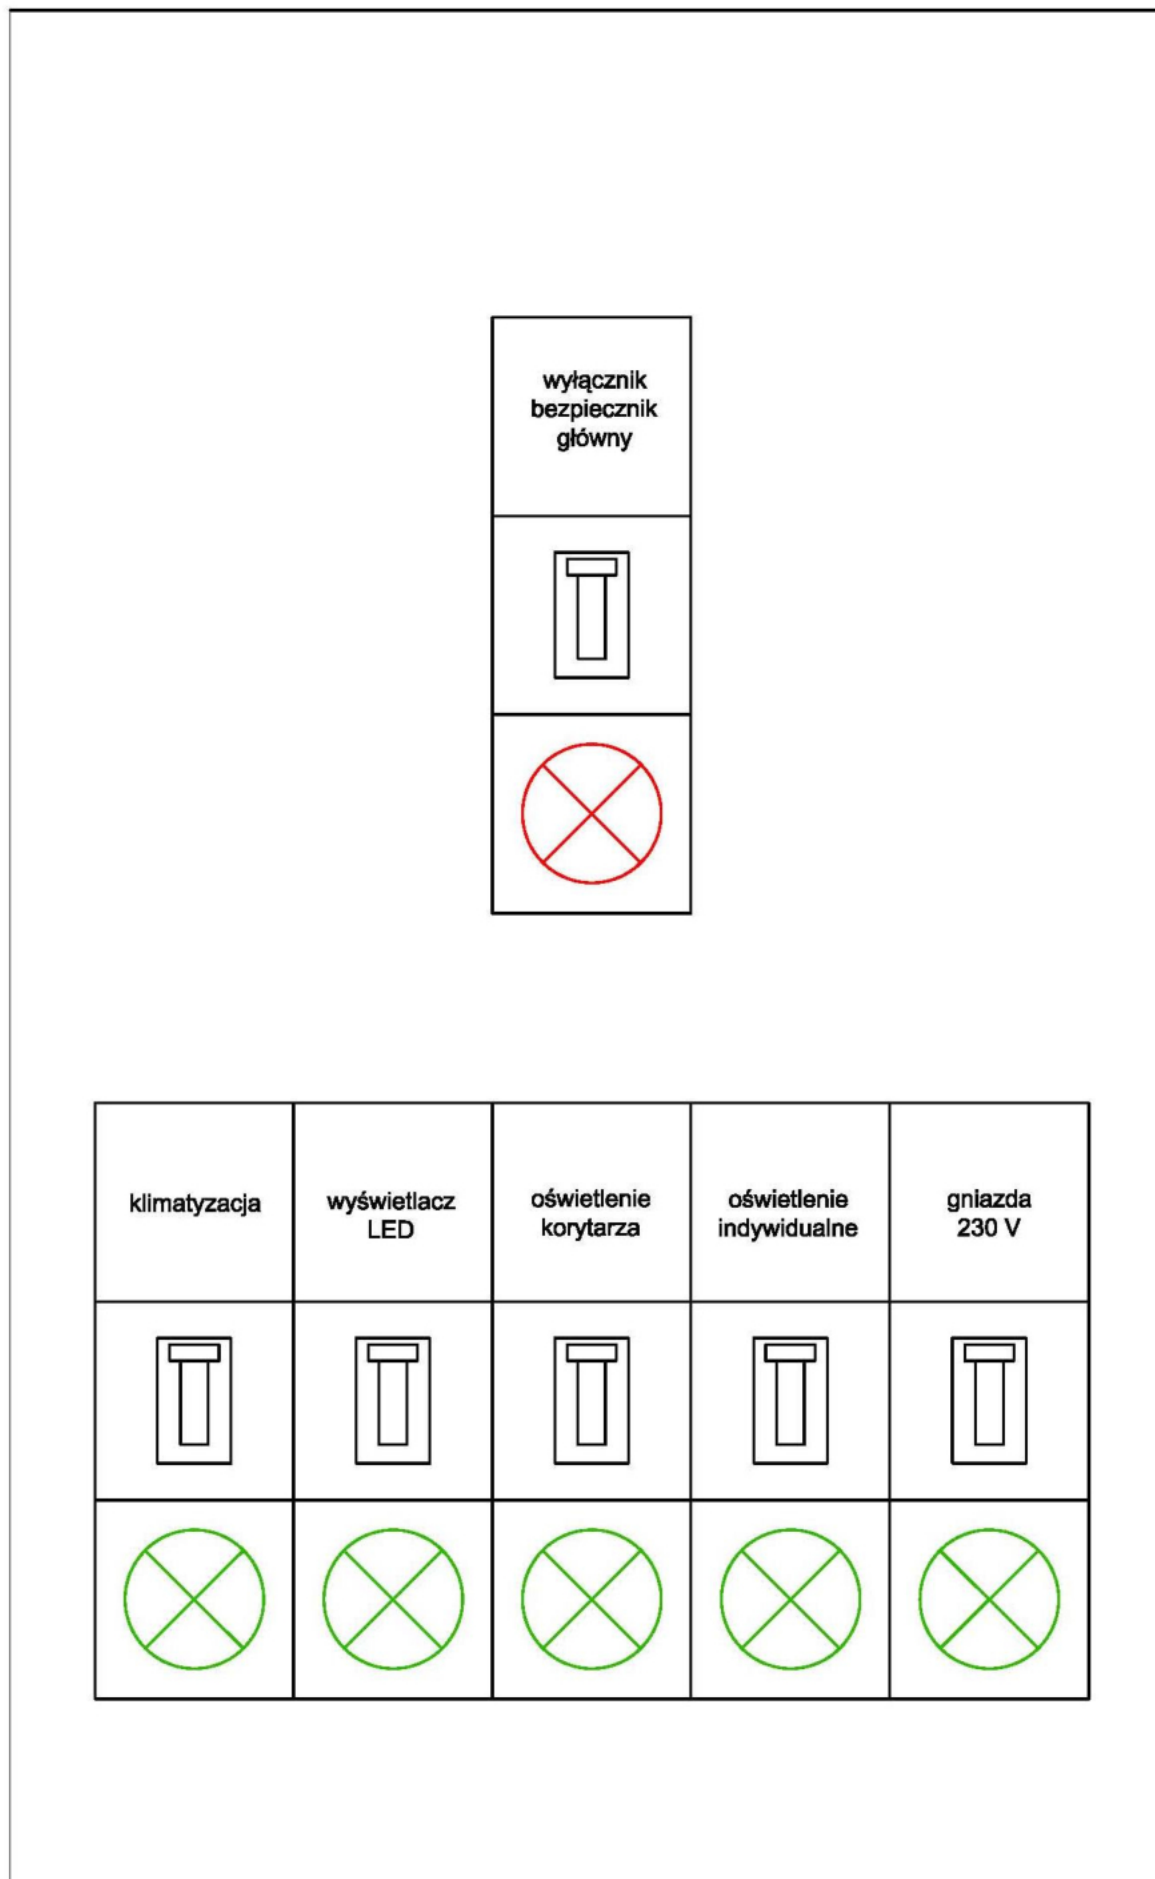 wyłącznik
bezpiecznik
główny
klimatyzacja
wyświetlacz
LED
oświetlenie
korytarza
oświetlenie
indywidualne
gniazda
230 V